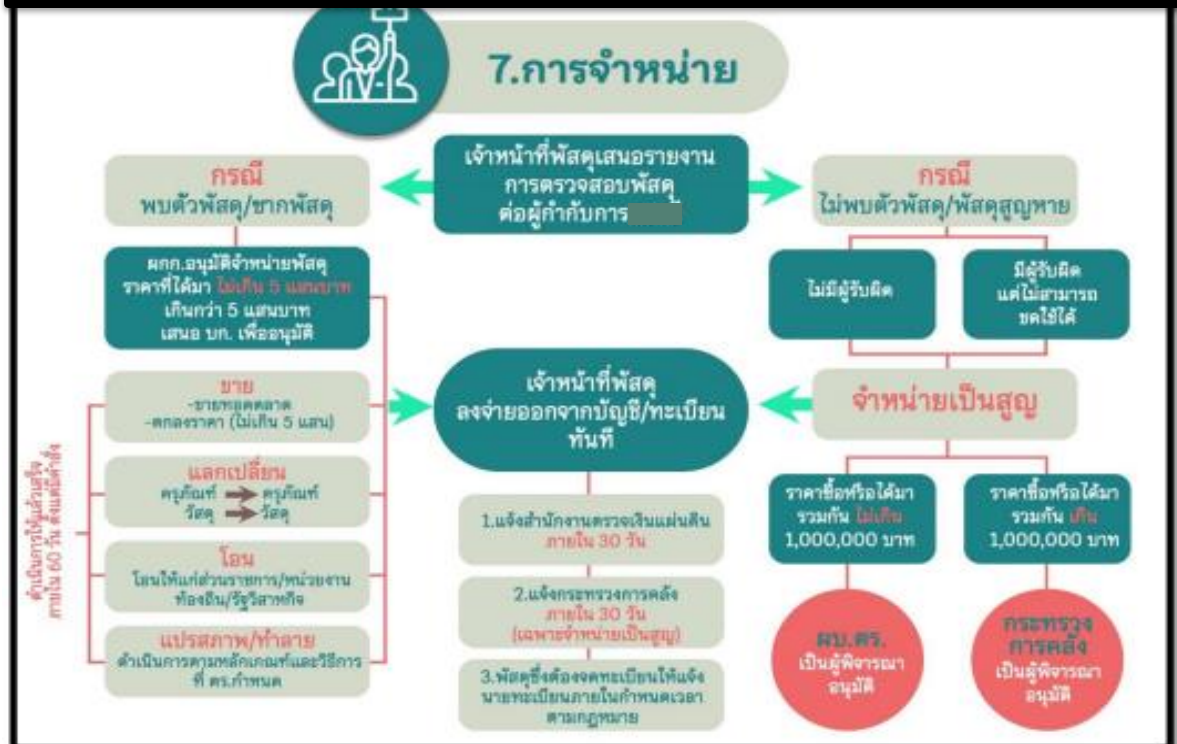 7.การจำหน่าย
เจ้าหน้าที่พัสดุเสนอรายงาน
การตรวจสอบพัสดุ
ต่อผู้กำกับการ
กรณี
พบตัวพัสดุ/ซากพัสดุ
ผกก.อนุมัติจำหน่ายพัสดุ
ราคาที่ได้มา ไม่เกิน 5 แสนบาท
เกินกว่า 5 แสนบาท
เสนอ บก. เพื่ออนุมัติ
ขาย
-ขายทอดตลาด
-ตกลงราคา (ไม่เกิน 5 แสน)
แลกเปลี่ยน
ครุภัณฑ์ ครุภัณฑ์
วัสดุ วัสดุ
โอน
โอนให้แก่ส่วนราชการ/หน่วยงาน
ท้องถิ่น/รัฐวิสาหกิจ
แปรสภาพ/ทำลาย
ดำเนินการตามหลักเกณฑ์และวิธีการ
ที่ ตร.กำหนด
ดำเนินการให้แล้วเสร็จ
ภายใน 60 วัน ตั้งแต่มีคำสั่ง
เจ้าหน้าที่พัสดุ
ลงจ่ายออกจากบัญชี/ทะเบียน
ทันที
1.แจ้งสำนักงานตรวจเงินแผ่นดิน
ภายใน 30 วัน
2.แจ้งกระทรวงการคลัง
ภายใน 30 วัน
(เฉพาะจำหน่ายเป็นสูญ)
3.พัสดุซึ่งต้องจดทะเบียนให้แจ้ง
นายทะเบียนภายในกำหนดเวลา
ตามกฎหมาย
กรณี
ไม่พบตัวพัสดุ/พัสดุสูญหาย
ไม่มีผู้รับผิด
มีผู้รับผิด
แต่ไม่สามารถ
ชดใช้ได้
จำหน่ายเป็นสูญ
ราคาซื้อหรือได้มา
รวมกัน ไม่เกิน
1,000,000 บาท
ผบ.ตร.
เป็นผู้พิจารณา
อนุมัติ
ราคาซื้อหรือได้มา
รวมกัน เกิน
1,000,000 บาท
กระทรวง
การคลัง
เป็นผู้พิจารณา
อนุมัติ